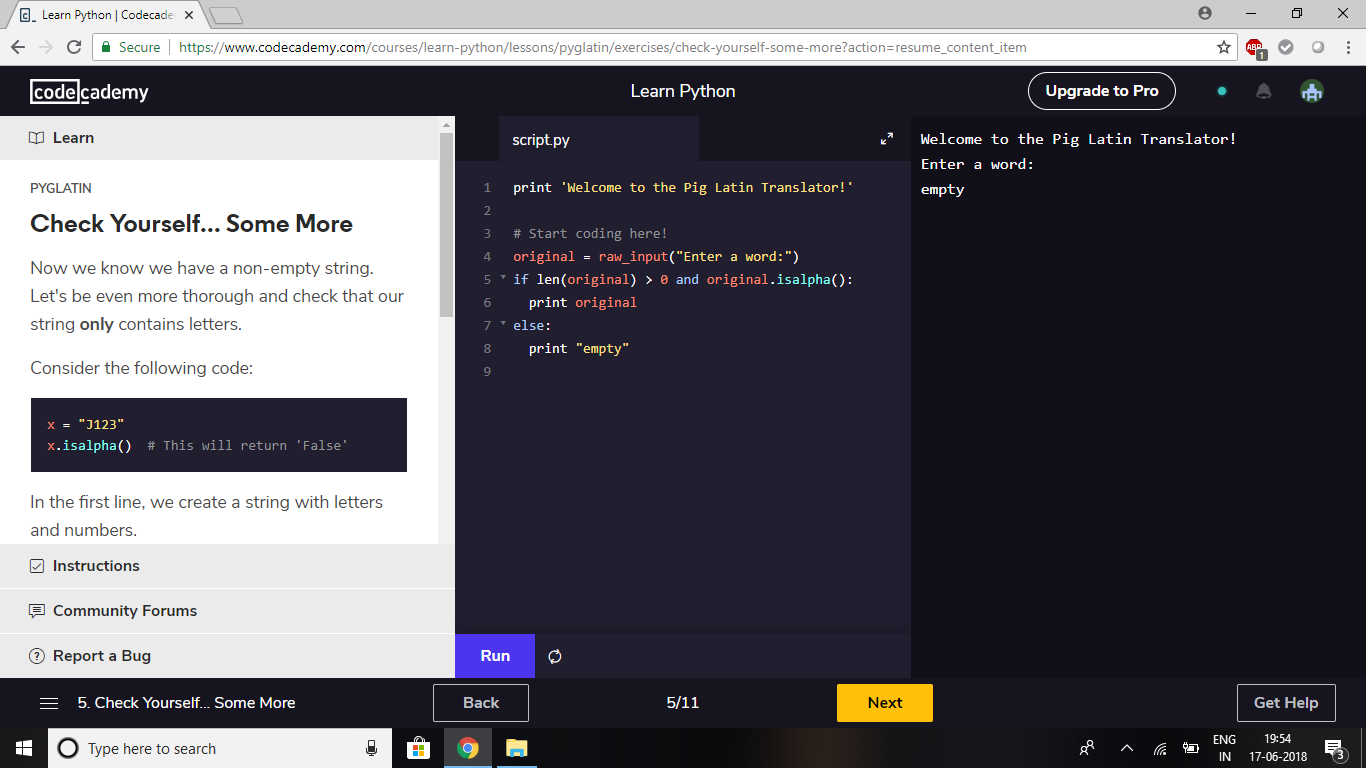 Learn Python | Codecade
Secure
https://www.codecademy.com/courses/learn-python/lessons/pyglatin/exercises/check-yourself-some-more?action=resume_content_item
ABP
1
codecademy
Learn Python
Upgrade to Pro
Learn
PYGLATIN
Check Yourself... Some More
Now we know we have a non-empty string.
Let's be even more thorough and check that our
string only contains letters.
Consider the following code:
x = "J123"
x.isalpha()  # This will return 'False'
In the first line, we create a string with letters
and numbers.
Instructions
Community Forums
Report a Bug
script.py
1 print 'Welcome to the Pig Latin Translator!'
2
3 # Start coding here!
4 original = raw_input("Enter a word:")
5 if len(original) > 0 and original.isalpha():
6   print original
7 else:
8   print "empty"
9
Run
Welcome to the Pig Latin Translator!
Enter a word:
empty
5. Check Yourself... Some More
Back
5/11
Next
Get Help
Type here to search
ENG
IN
19:54
17-06-2018
3